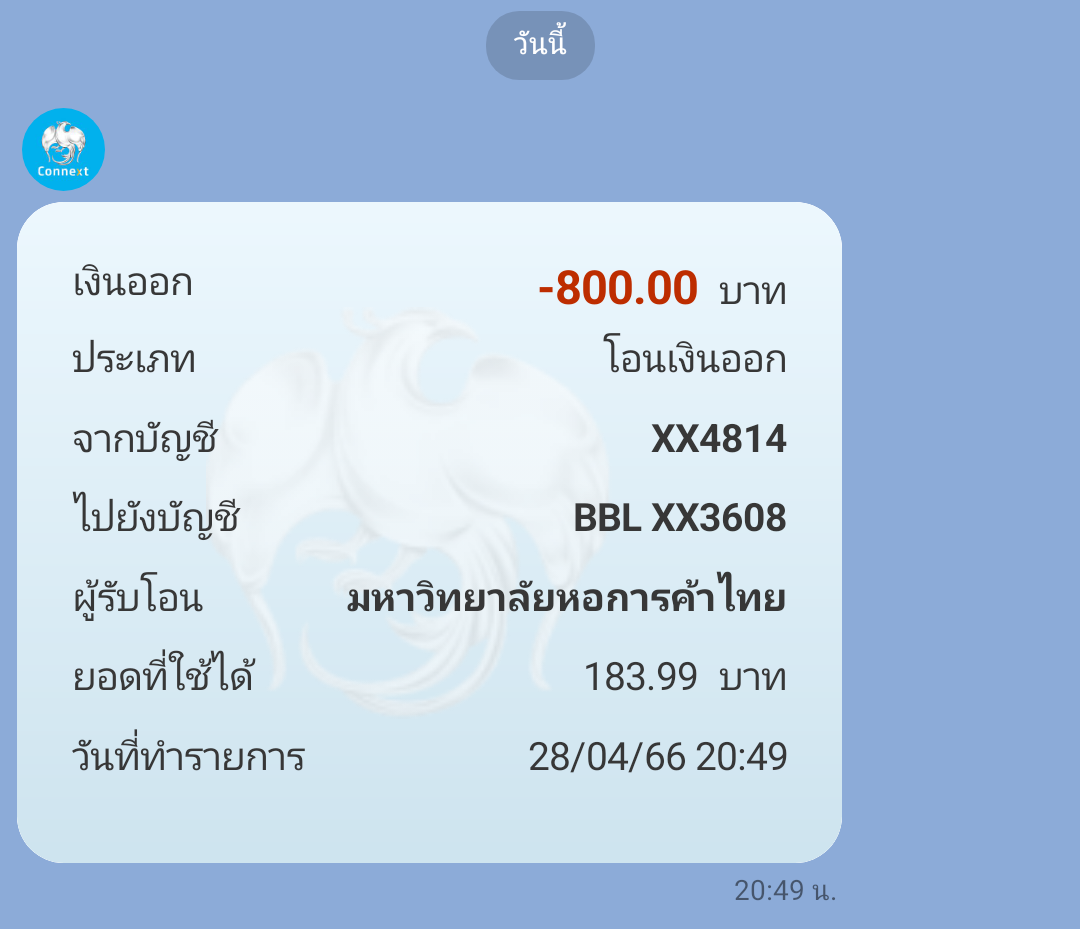 วันนี้
Connext
เงินออก -800.00 บาท
ประเภท โอนเงินออก
จากบัญชี XX4814
ไปยังบัญชี BBL XX3608
ผู้รับโอน มหาวิทยาลัยหอการค้าไทย
ยอดที่ใช้ได้ 183.99 บาท
วันที่ทำรายการ 28/04/66 20:49
20:49 น.